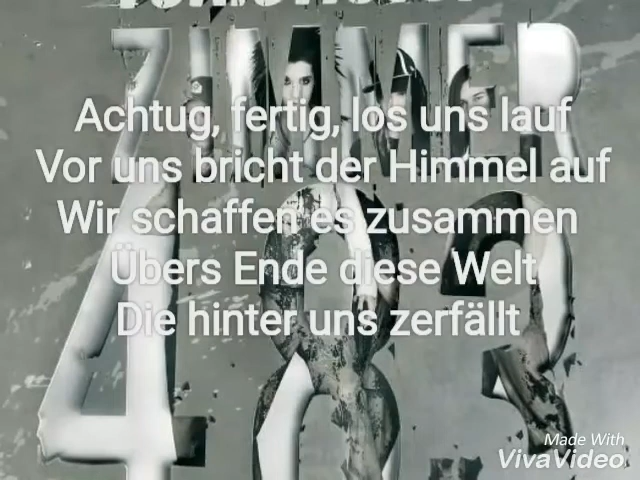 ZIMMER
Achtug, fertig, los uns lauf
Vor uns bricht der Himmel auf
Wir schaffen es zusammen
Übers Ende diese Welt
Die hinter uns zerfällt
483
Made With
VivaVideo